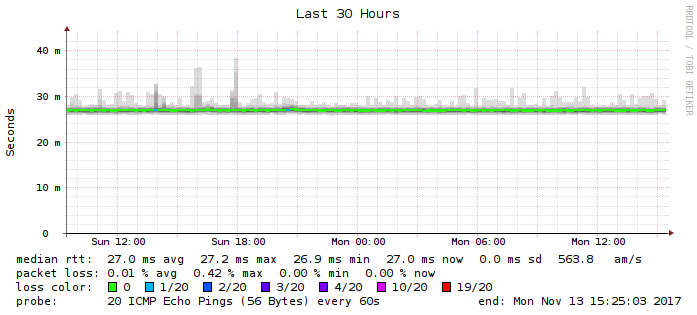 Last 30 Hours
RRDTOOL / TOBI OETIKER
Seconds
40 m
30 m
20 m
10 m
0
Sun 12:00 Sun 18:00 Mon 00:00 Mon 06:00 Mon 12:00
median rtt: 27.0 ms avg 27.2 ms max 26.9 ms min 27.0 ms now 0.0 ms sd 563.8 am/s
packet loss: 0.01 % avg 0.42 % max 0.00 % min 0.00 % now
loss color: 0 1/20 2/20 3/20 4/20 10/20 19/20
probe: 20 ICMP Echo Pings (56 Bytes) every 60s end: Mon Nov 13 15:25:03 2017